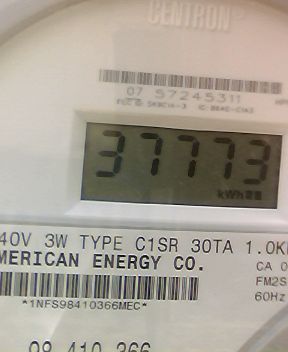 CENTRON®
07 57245311
37773
kWh
40V 3W TYPE C1SR 30TA 1.0K
MERICAN ENERGY CO.
CA 0
FM2S
60Hz
*1NFS98410366MEC*
98 410 366